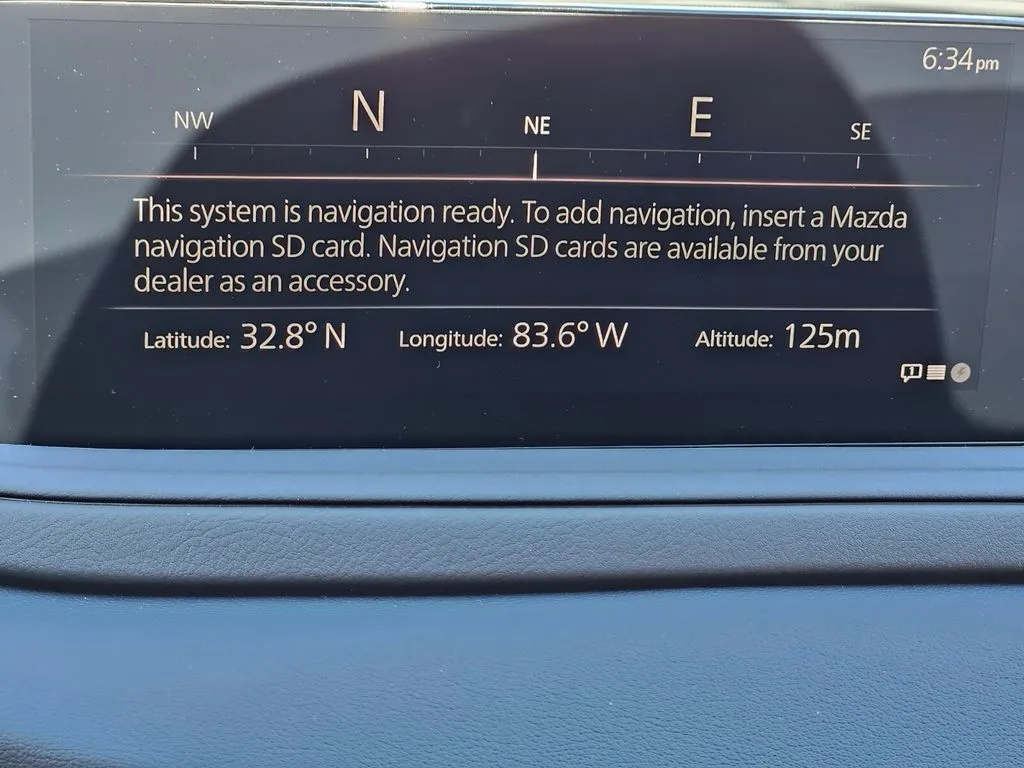 6:34pm
NW N NE E SE
This system is navigation ready. To add navigation, insert a Mazda
navigation SD card. Navigation SD cards are available from your
dealer as an accessory.
Latitude: 32.8° N Longitude: 83.6° W Altitude: 125m
1